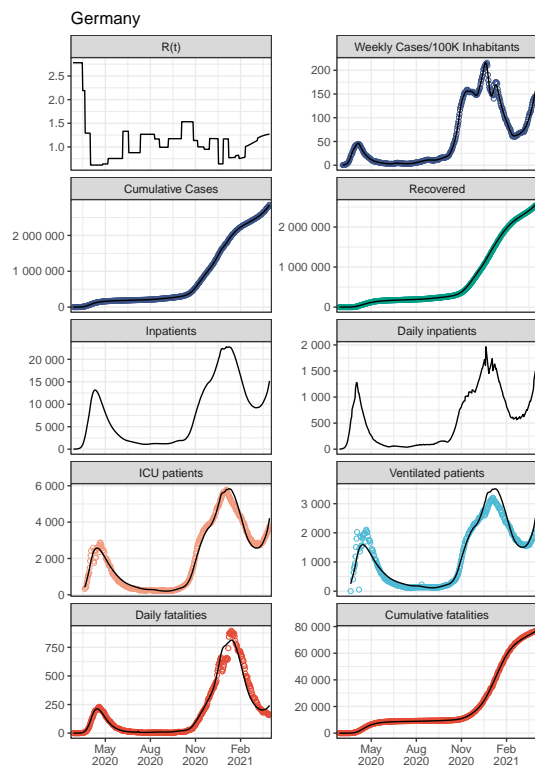 Germany
R(t)
Weekly Cases/100K Inhabitants
2.5
2.0
1.5
1.0
200
150
100
50
0
Cumulative Cases
Recovered
2 000 000
1 000 000
0
2 000 000
1 000 000
0
Inpatients
Daily inpatients
20 000
15 000
10 000
5 000
0
2 000
1 500
1 000
500
0
ICU patients
Ventilated patients
6 000
4 000
2 000
0
3 000
2 000
1 000
0
Daily fatalities
Cumulative fatalities
750
500
250
0
80 000
60 000
40 000
20 000
0
May Aug Nov Feb
2020 2020 2020 2021
May Aug Nov Feb
2020 2020 2020 2021